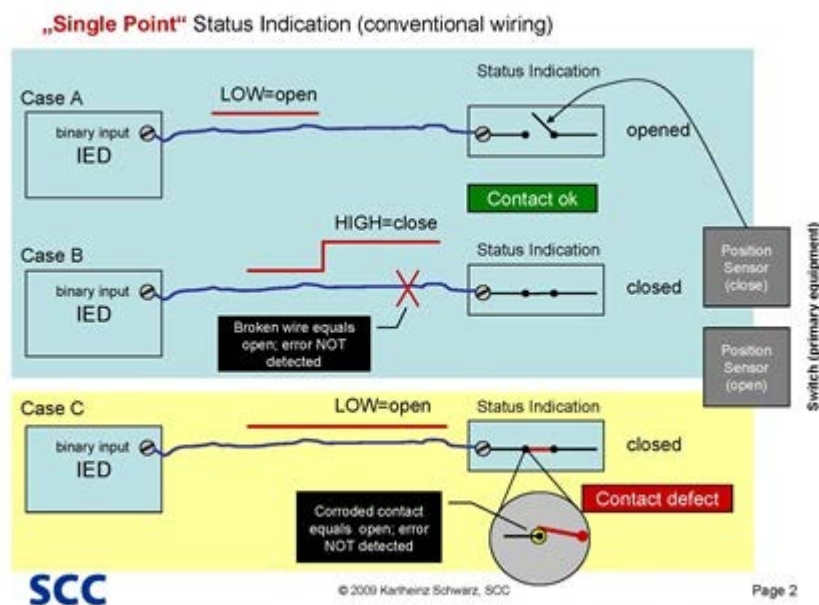 „Single Point“ Status Indication (conventional wiring)
Case A
LOW=open
Status Indication
binary input
IED
opened
Contact ok
Case B
HIGH=close
Status Indication
binary input
IED
closed
Broken wire equals
open; error NOT
detected
Position
Sensor
(close)
Position
Sensor
(open)
Switch (primary equipment)
Case C
LOW=open
Status Indication
binary input
IED
closed
Contact defect
Corroded contact
equals open; error
NOT detected
SCC
© 2009 Karlheinz Schwarz, SCC
Page 2